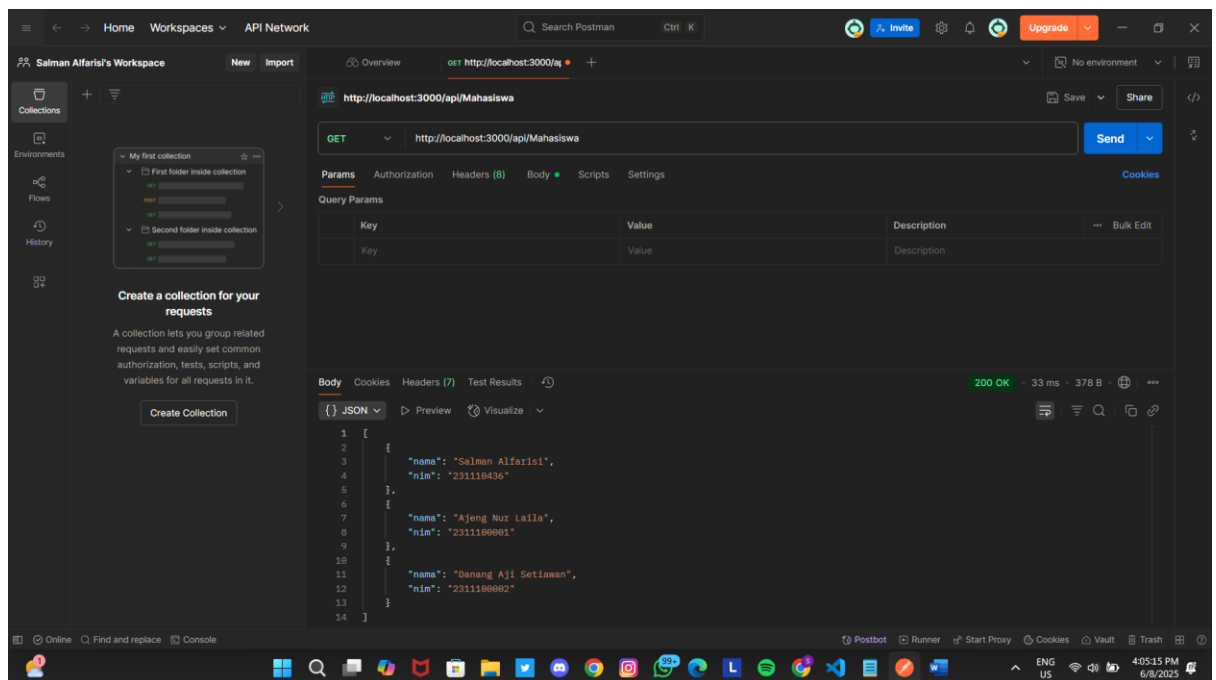 Home Workspaces API Network Search Postman Ctrl K Invite Upgrade
Salman Alfarisi's Workspace New Import Overview GET http://localhost:3000/ap No environment
Collections
HTTP http://localhost:3000/api/Mahasiswa Save Share
Environments
GET http://localhost:3000/api/Mahasiswa Send
My first collection
First folder inside collection
GET
POST
GET
Second folder inside collection
GET
GET
Flows
History
Params Authorization Headers (8) Body Scripts Settings Cookies
Query Params
Key Value Description Bulk Edit
Key Value Description
Create a collection for your
requests
A collection lets you group related
requests and easily set common
authorization, tests, scripts, and
variables for all requests in it.
Create Collection
Body Cookies Headers (7) Test Results 200 OK 33 ms 378 B
{} JSON Preview Visualize
1 [
2 {
3 "nama": "Salman Alfarisi",
4 "nim": "231110436"
5 },
6 {
7 "nama": "Ajeng Nur Laila",
8 "nim": "2311100001"
9 },
10 {
11 "nama": "Danang Aji Setiawan",
12 "nim": "2311100002"
13 }
14 ]
Online Find and replace Console Postbot Runner Start Proxy Cookies Vault Trash
1 99+ L ENG 4:05:15 PM
US 6/8/2025